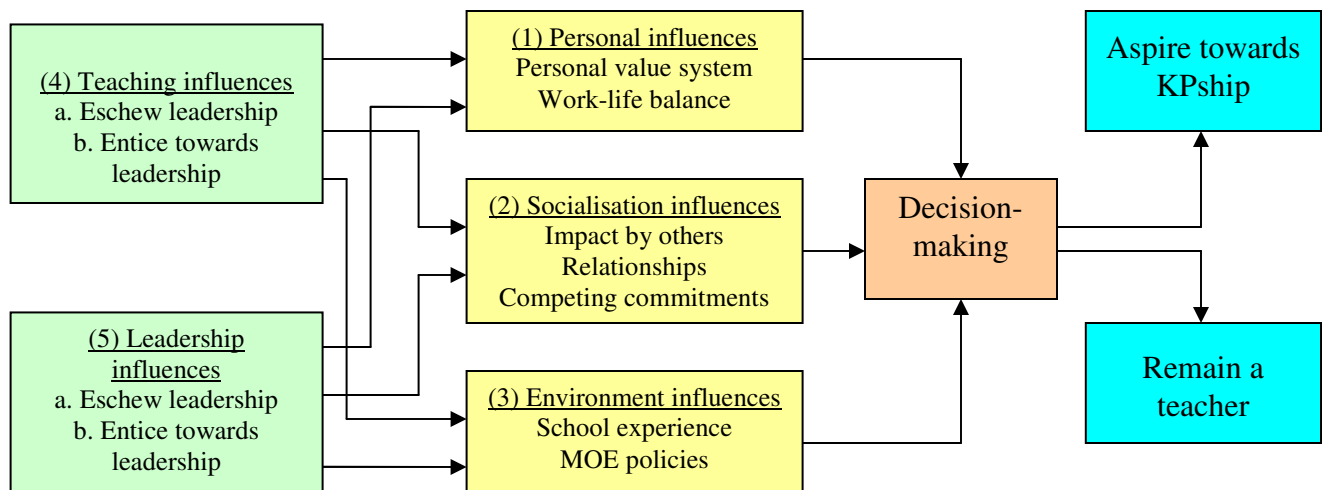 (4) Teaching influences
a. Eschew leadership
b. Entice towards
leadership
(5) Leadership
influences
a. Eschew leadership
b. Entice towards
leadership
(1) Personal influences
Personal value system
Work-life balance
(2) Socialisation influences
Impact by others
Relationships
Competing commitments
(3) Environment influences
School experience
MOE policies
Decision-
making
Aspire towards
KPship
Remain a
teacher